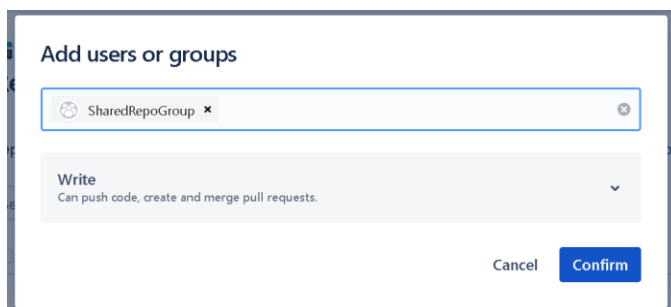 Add users or groups
SharedRepoGroup ×
Write
Can push code, create and merge pull requests.
Cancel Confirm